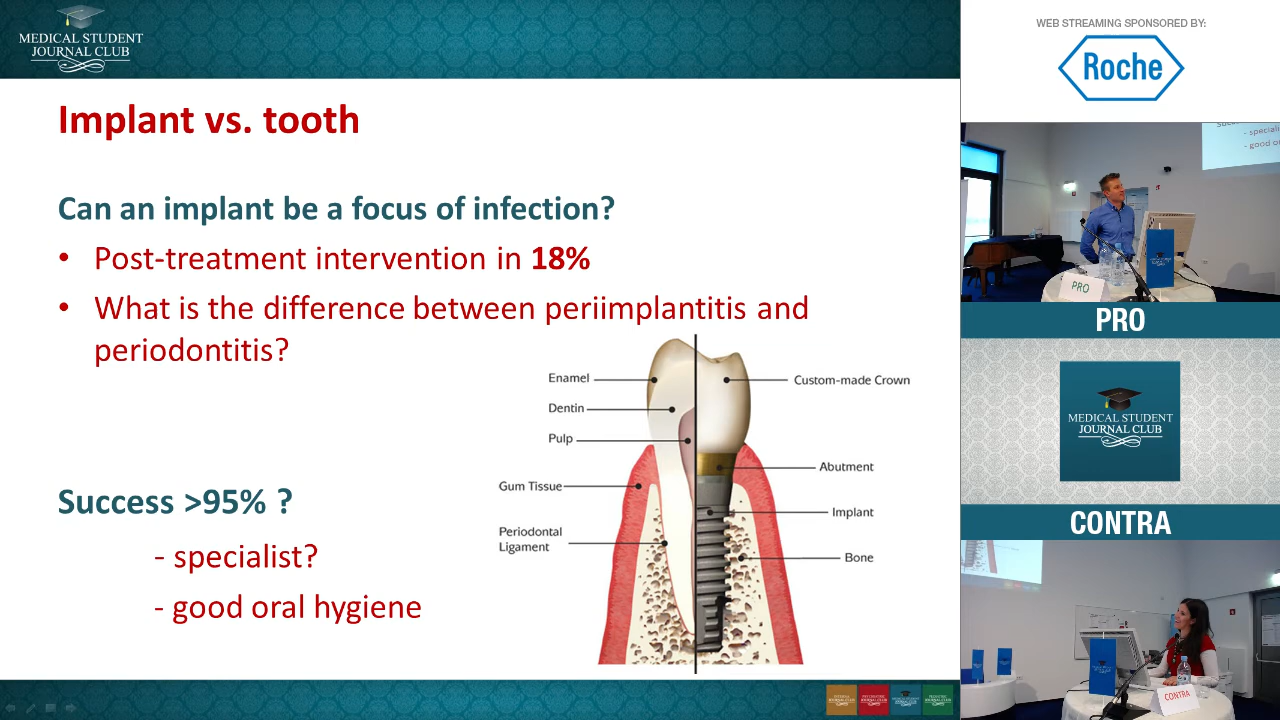 MEDICAL STUDENT
JOURNAL CLUB
Implant vs. tooth
Can an implant be a focus of infection?
• Post-treatment intervention in 18%
• What is the difference between periimplantitis and
periodontitis?
Enamel
Dentin
Pulp
Gum Tissue
Periodontal
Ligament
Custom-made Crown
Abutment
Implant
Bone
Success >95% ?
- specialist?
- good oral hygiene
WEB STREAMING SPONSORED BY:
Roche
- special
- good or
PRO
PRO
MEDICAL STUDENT
JOURNAL CLUB
CONTRA
CONTRA